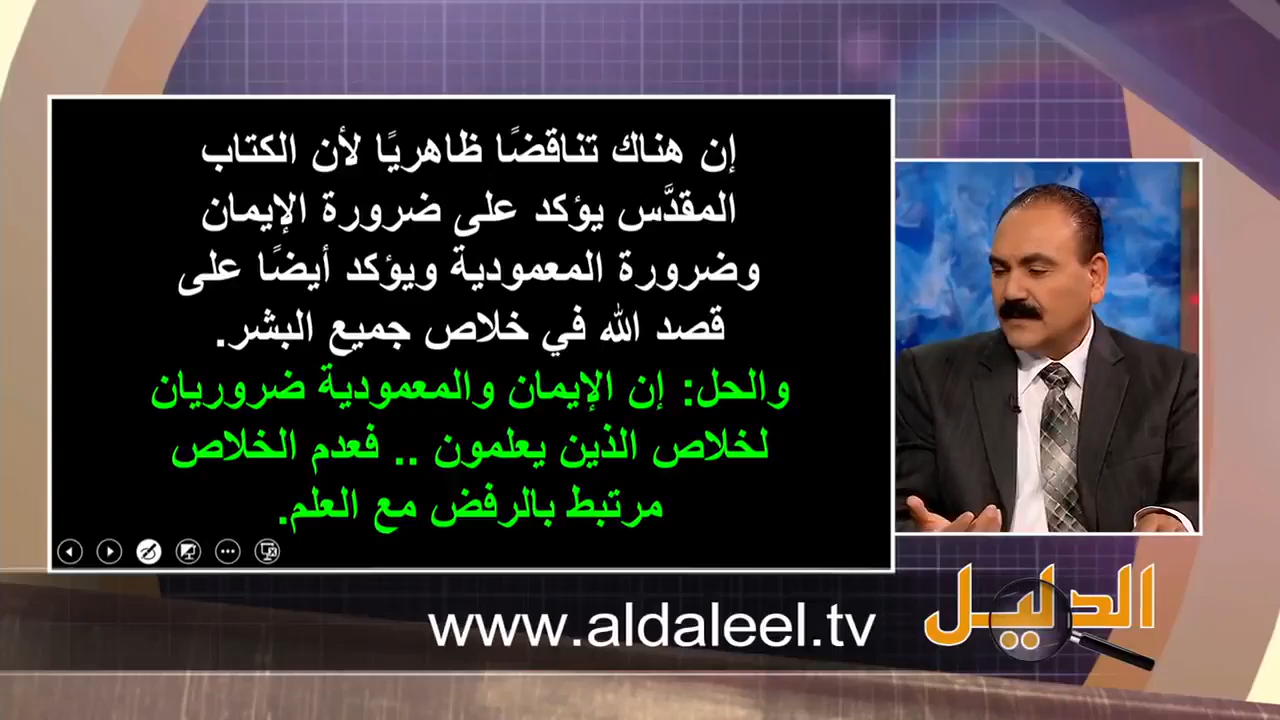 إن هناك تناقضًا ظاهريًا لأن الكتاب
المقدَّس يؤكد على ضرورة الإيمان
وضرورة المعمودية ويؤكد أيضًا على
قصد الله في خلاص جميع البشر.
والحل: إن الإيمان والمعمودية ضروريان
لخلاص الذين يعلمون .. فعدم الخلاص
مرتبط بالرفض مع العلم.
www.aldaleel.tv
الدليل